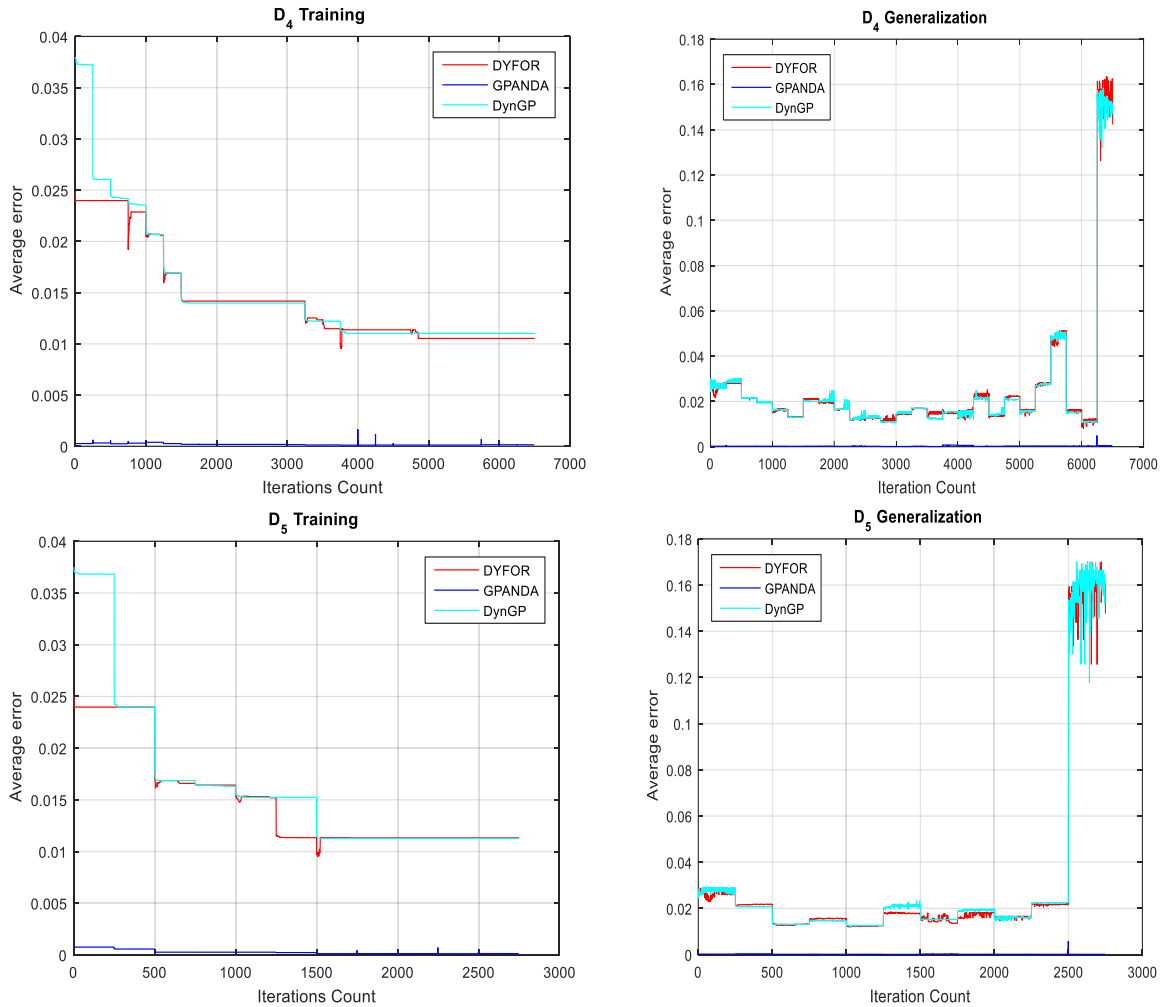 D4 Training
0.04
0.035
0.03
0.025
0.02
0.015
0.01
0.005
0
Average error
DYFOR
GPANDA
DynGP
0 1000 2000 3000 4000 5000 6000 7000
Iterations Count
D4 Generalization
0.18
0.16
0.14
0.12
0.1
0.08
0.06
0.04
0.02
0
Average error
DYFOR
GPANDA
DynGP
0 1000 2000 3000 4000 5000 6000 7000
Iteration Count
D5 Training
0.04
0.035
0.03
0.025
0.02
0.015
0.01
0.005
0
Average error
DYFOR
GPANDA
DynGP
0 500 1000 1500 2000 2500 3000
Iterations Count
D5 Generalization
0.18
0.16
0.14
0.12
0.1
0.08
0.06
0.04
0.02
0
Average error
DYFOR
GPANDA
DynGP
0 500 1000 1500 2000 2500 3000
Iteration Count